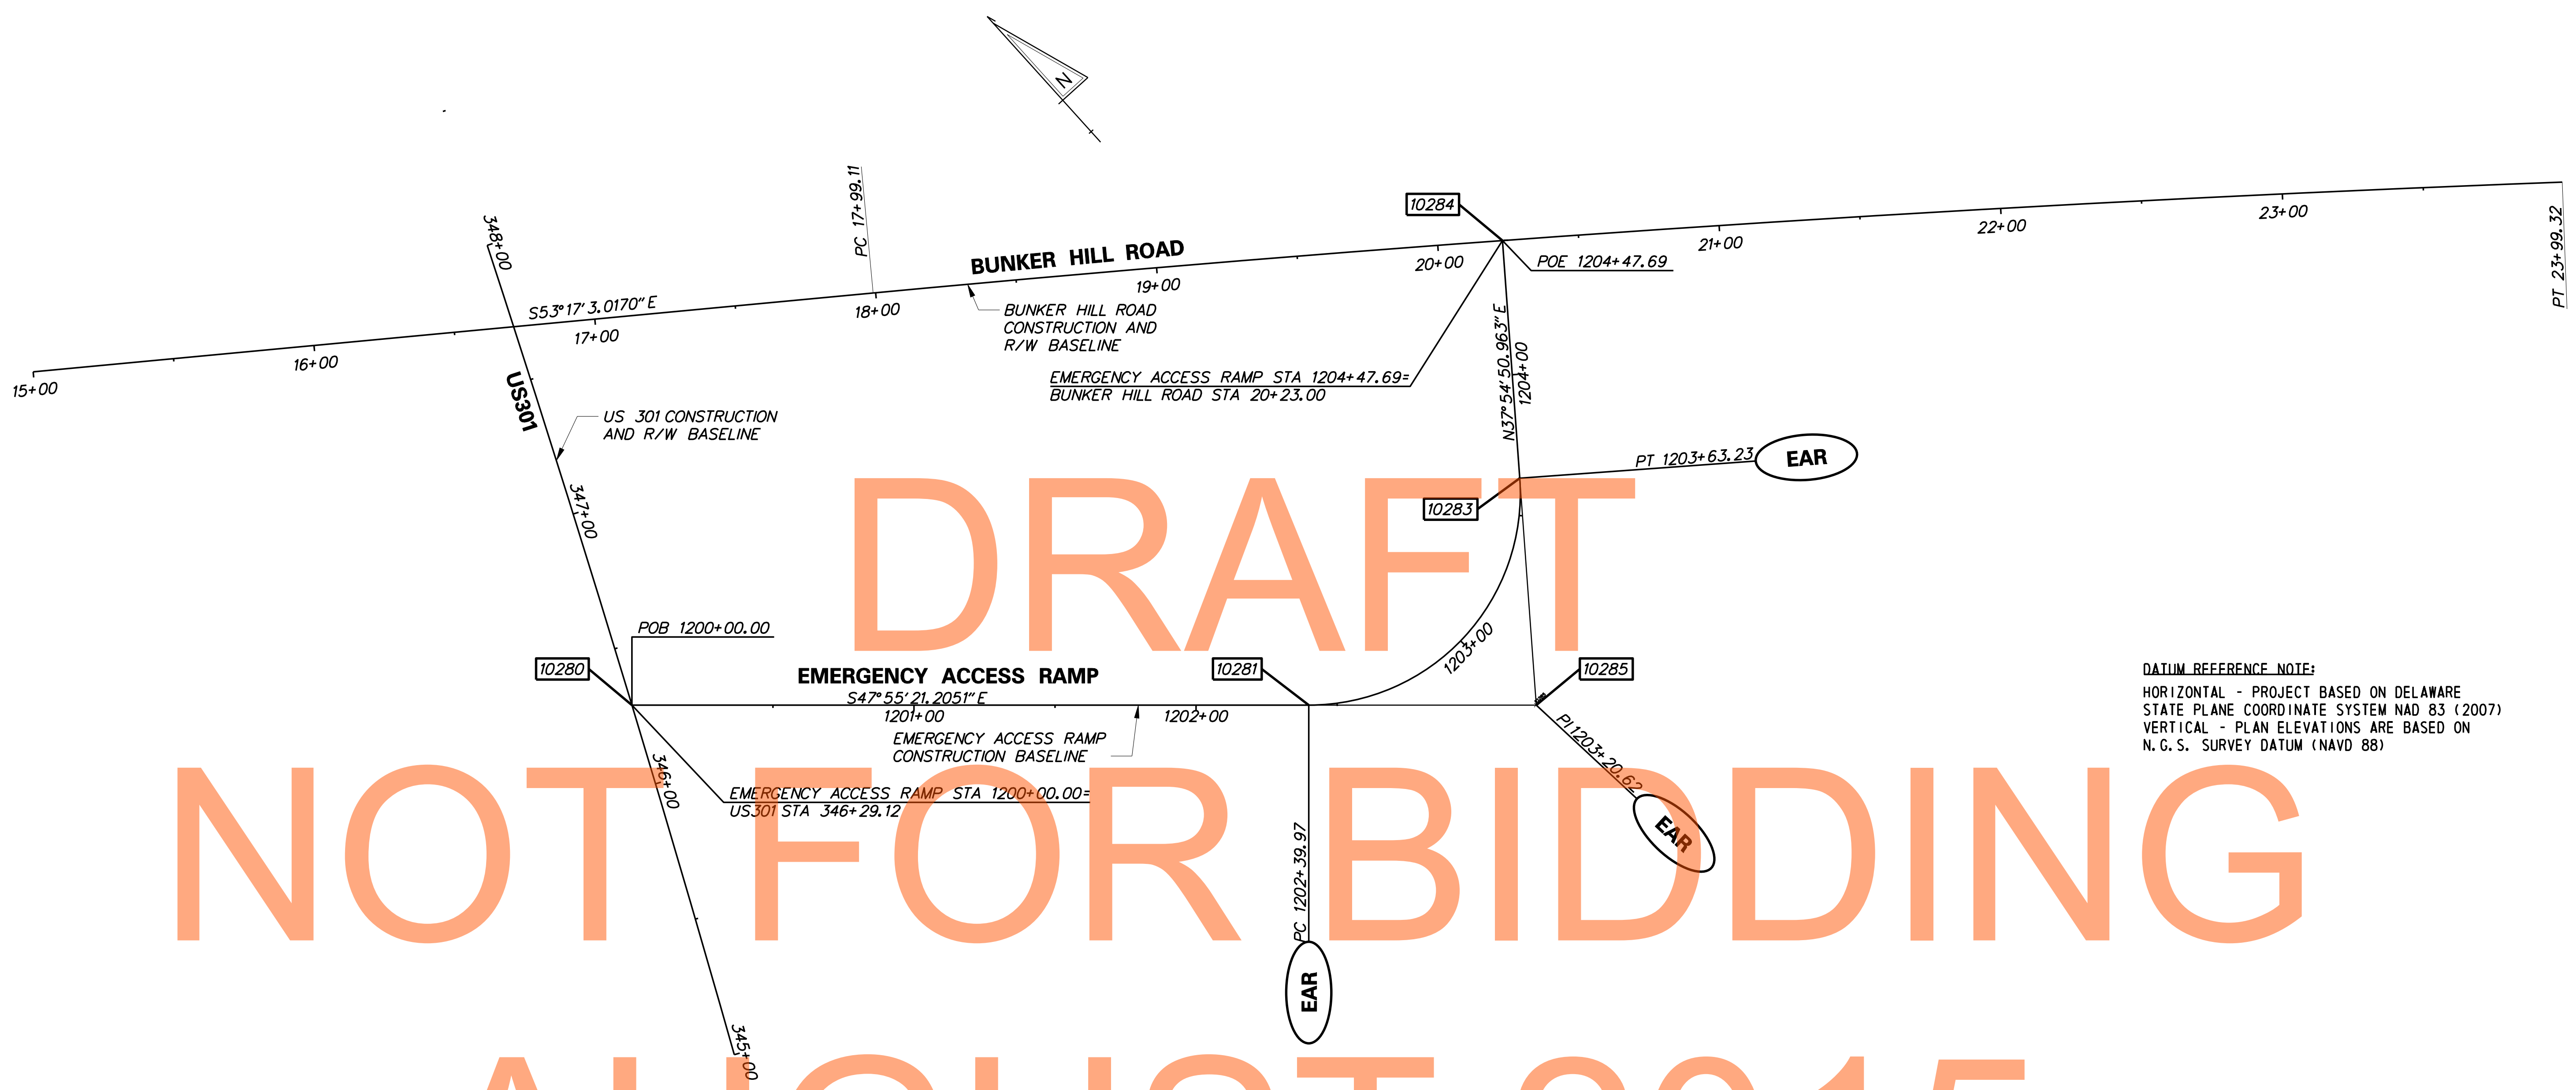 N
348+00
PC 17+99.11
10284
BUNKER HILL ROAD
20+00
21+00
22+00
23+00
PT 23+99.32
POE 1204+47.69
S53°17'3.0170"E
15+00
16+00
17+00
18+00
19+00
BUNKER HILL ROAD
CONSTRUCTION AND
R/W BASELINE
EMERGENCY ACCESS RAMP STA 1204+47.69=
BUNKER HILL ROAD STA 20+23.00
N37°54'50.963"E
1204+00
US301
US 301 CONSTRUCTION
AND R/W BASELINE
347+00
PT 1203+63.23
EAR
10283
DRAFT
POB 1200+00.00
10280
EMERGENCY ACCESS RAMP
S47°55'21.2051"E
1201+00
1202+00
10281
1203+00
10285
EMERGENCY ACCESS RAMP
CONSTRUCTION BASELINE
PI 1203+20.62
EAR
346+00
EMERGENCY ACCESS RAMP STA 1200+00.00=
US301 STA 346+29.12
PC 1202+39.97
EAR
345+00
DATUM REFERENCE NOTE:
HORIZONTAL - PROJECT BASED ON DELAWARE
STATE PLANE COORDINATE SYSTEM NAD 83 (2007)
VERTICAL - PLAN ELEVATIONS ARE BASED ON
N.G.S. SURVEY DATUM (NAVD 88)
NOT FOR BIDDING
AUGUST 2015